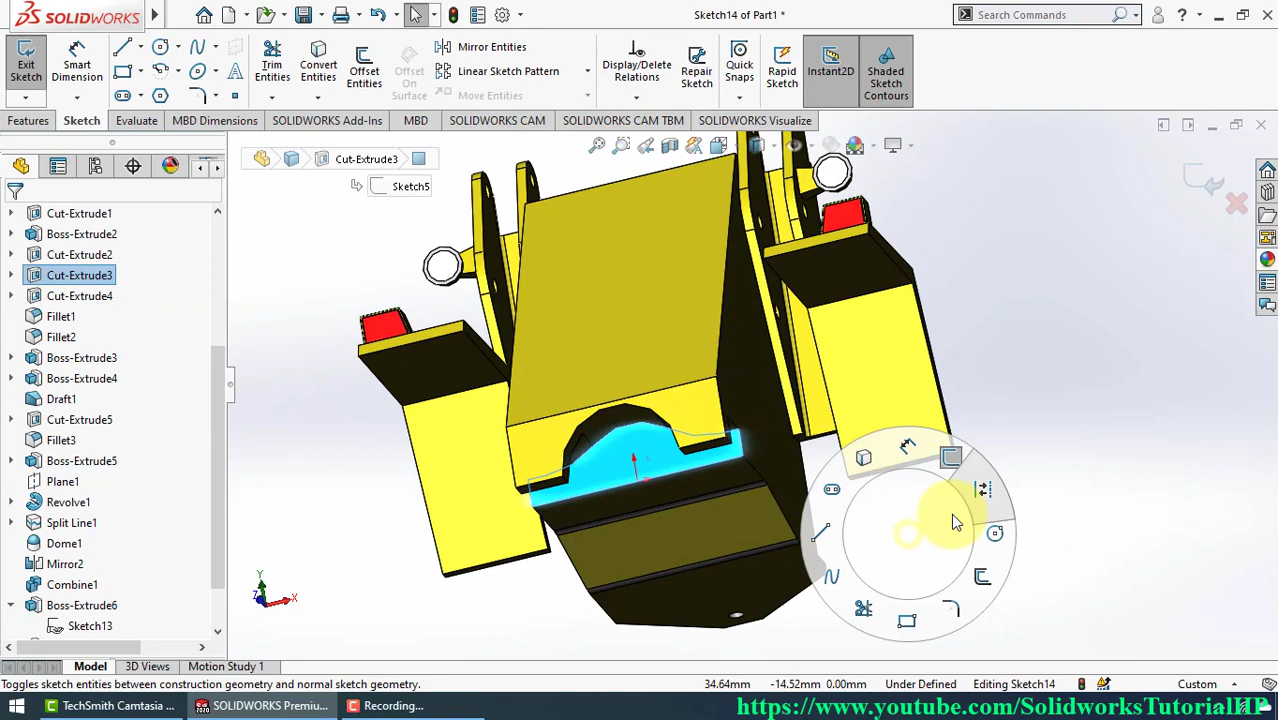 SOLIDWORKS
Sketch14 of Part1 *
Search Commands
Exit Sketch
Smart Dimension
Trim Entities
Convert Entities
Offset Entities
Offset On Surface
Mirror Entities
Linear Sketch Pattern
Move Entities
Display/Delete Relations
Repair Sketch
Quick Snaps
Rapid Sketch
Instant2D
Shaded Sketch Contours
Features
Sketch
Evaluate
MBD Dimensions
SOLIDWORKS Add-Ins
MBD
SOLIDWORKS CAM
SOLIDWORKS CAM TBM
SOLIDWORKS Visualize
Cut-Extrude3
Sketch5
Cut-Extrude1
Boss-Extrude2
Cut-Extrude2
Cut-Extrude3
Cut-Extrude4
Fillet1
Fillet2
Boss-Extrude3
Boss-Extrude4
Draft1
Cut-Extrude5
Fillet3
Boss-Extrude5
Plane1
Revolve1
Split Line1
Dome1
Mirror2
Combine1
Boss-Extrude6
Sketch13
Y
X
Z
Model
3D Views
Motion Study 1
Toggles sketch entities between construction geometry and normal sketch geometry.
34.64mm
-14.52mm
0.00mm
Under Defined
Editing Sketch14
Custom
TechSmith Camtasia ...
SOLIDWORKS Premiu...
Recording...
https://www.youtube.com/SolidworksTutorialHP